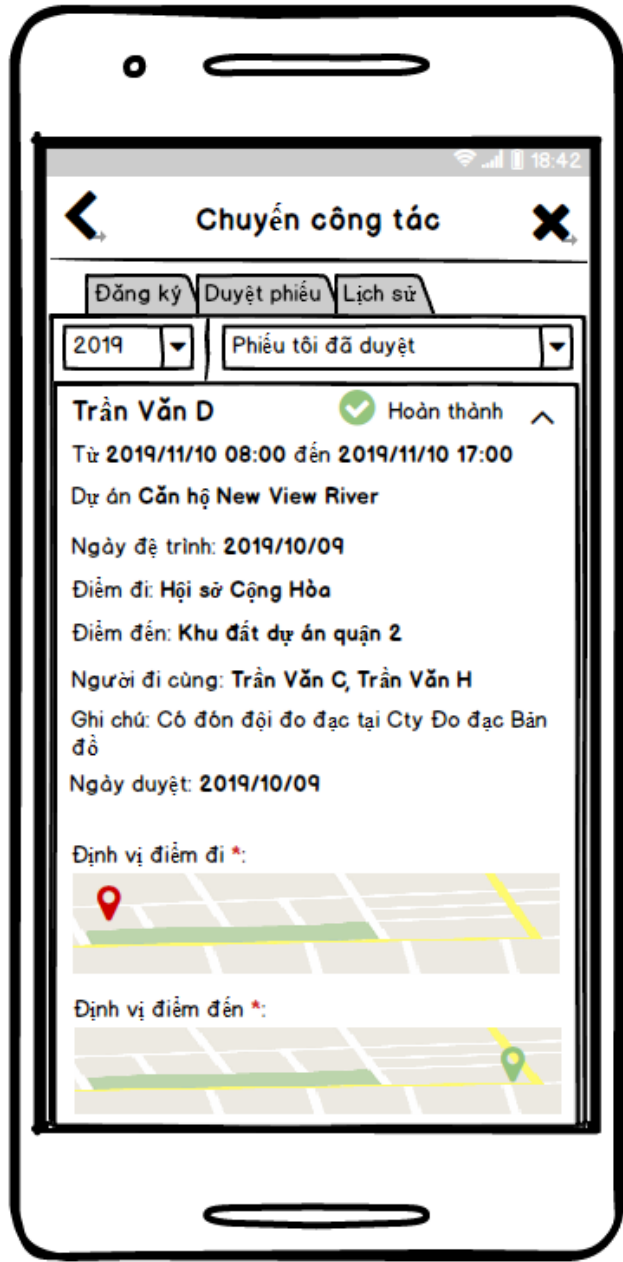 18:42
Chuyến công tác
Đăng ký Duyệt phiếu Lịch sử
2019 Phiếu tôi đã duyệt
Trần Văn D Hoàn thành
Từ 2019/11/10 08:00 đến 2019/11/10 17:00
Dự án Căn hộ New View River
Ngày đệ trình: 2019/10/09
Điểm đi: Hội sở Cộng Hòa
Điểm đến: Khu đất dự án quận 2
Người đi cùng: Trần Văn C, Trần Văn H
Ghi chú: Có đón đội đo đạc tại Cty Đo đạc Bản
đồ
Ngày duyệt: 2019/10/09
Định vị điểm đi *:
Định vị điểm đến *: